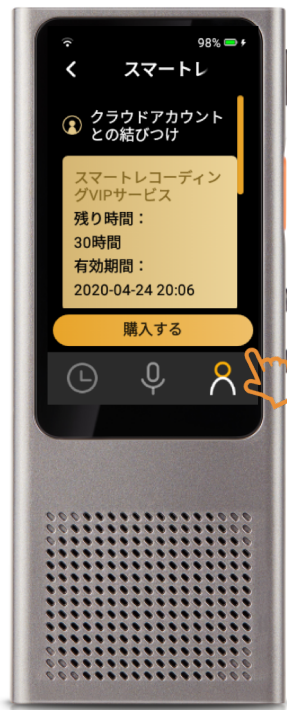 98%
スマートレ
クラウドアカウント
との結びつけ
スマートレコーディン
グVIPサービス
残り時間：
30時間
有効期間：
2020-04-24 20:06
購入する